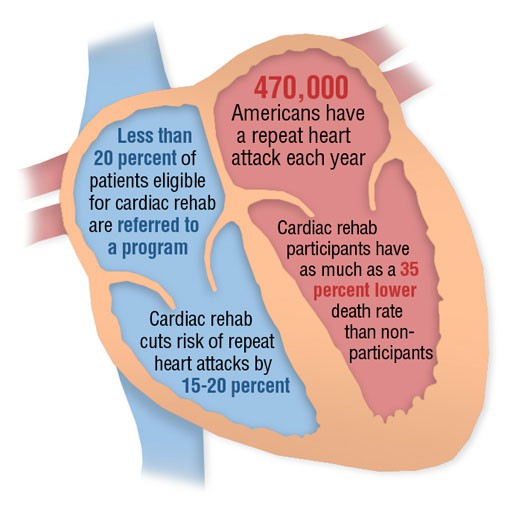 Less than
20 percent of
patients eligible
for cardiac rehab
are referred to
a program
470,000
Americans have
a repeat heart
attack each year
Cardiac rehab
cuts risk of repeat
heart attacks by
15-20 percent
Cardiac rehab
participants have
as much as a 35
percent lower
death rate
than non-
participants